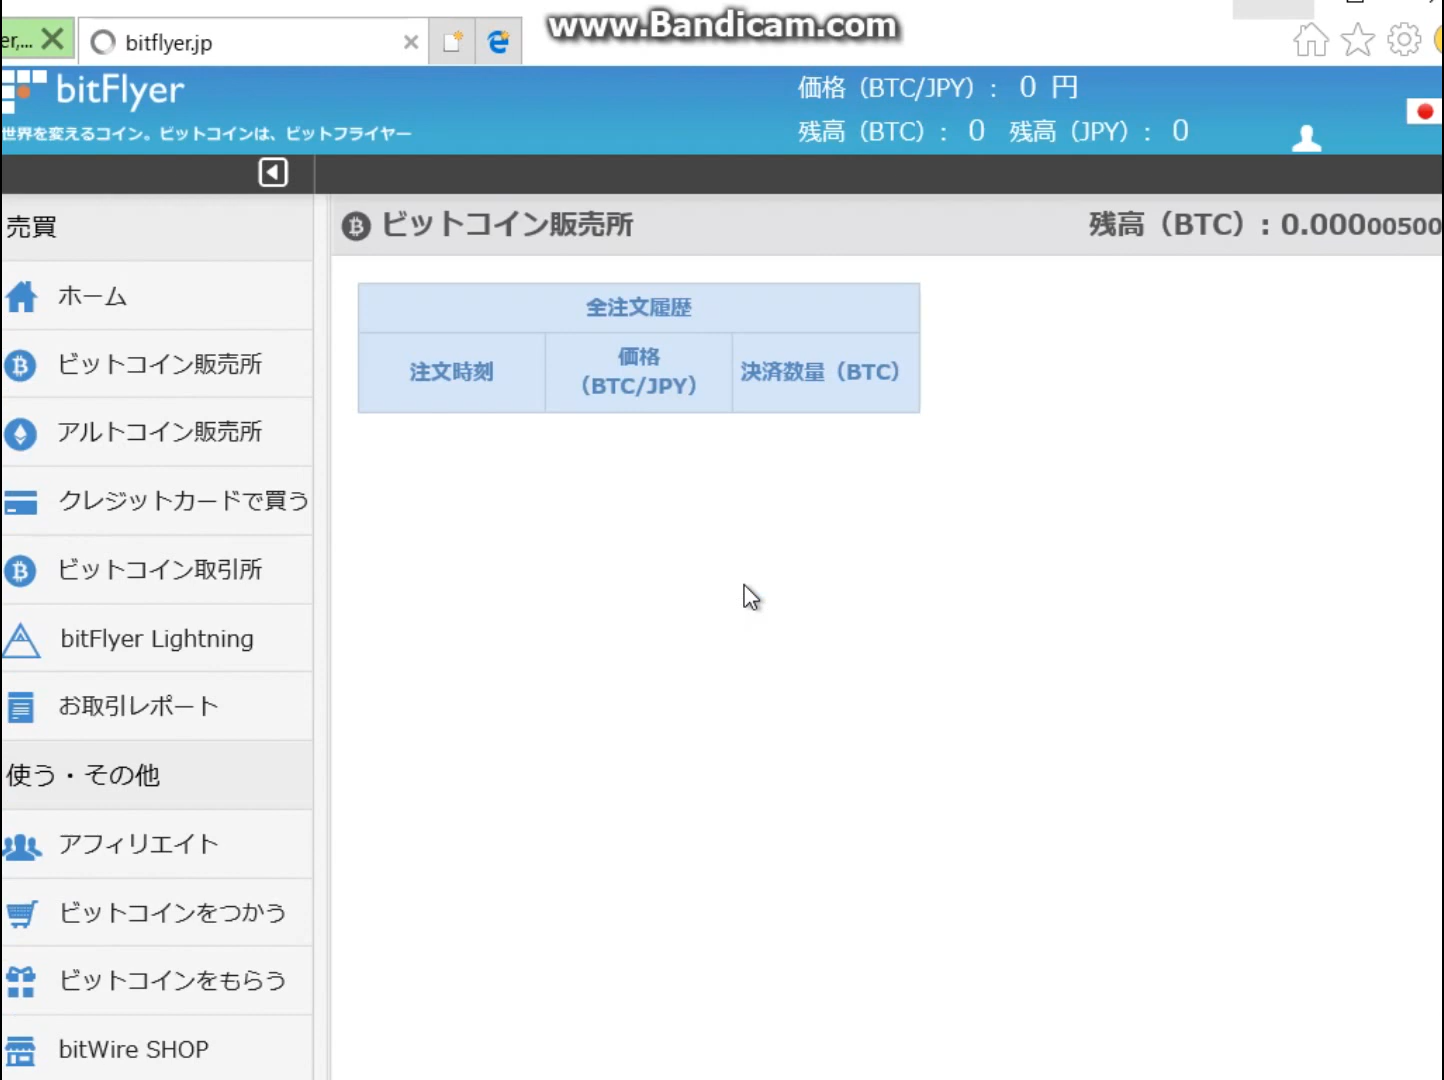 www.Bandicam.com
er,...
bitflyer.jp
bitFlyer
世界を変えるコイン。ビットコインは、ビットフライヤー
価格（BTC/JPY）： 0 円
残高（BTC）： 0 残高（JPY）： 0
売買
ビットコイン販売所
残高（BTC）: 0.00000500
ホーム
ビットコイン販売所
アルトコイン販売所
クレジットカードで買う
ビットコイン取引所
bitFlyer Lightning
お取引レポート
使う・その他
アフィリエイト
ビットコインをつかう
ビットコインをもらう
bitWire SHOP
全注文履歴
注文時刻
価格
（BTC/JPY）
決済数量（BTC）